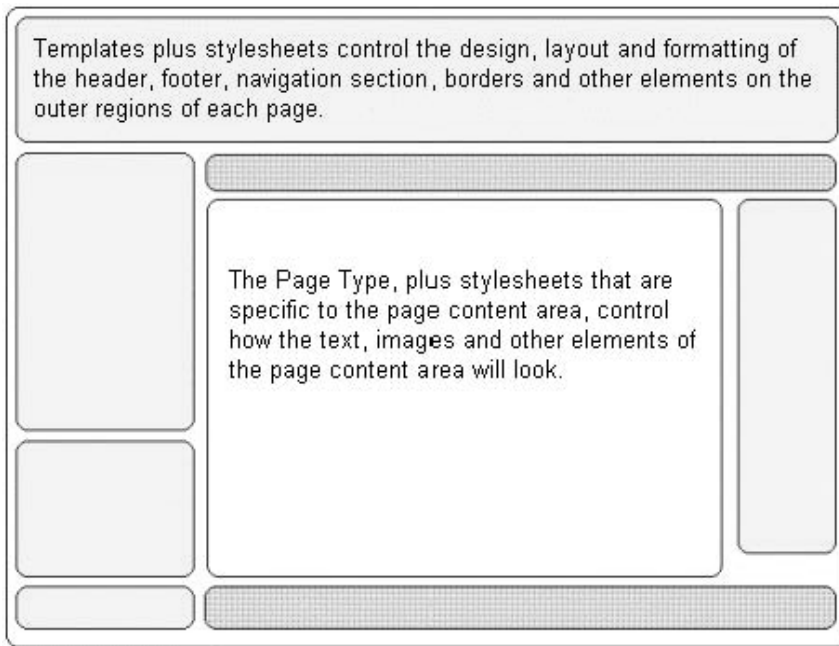 Templates plus stylesheets control the design, layout and formatting of
the header, footer, navigation section, borders and other elements on the
outer regions of each page.
The Page Type, plus stylesheets that are
specific to the page content area, control
how the text, images and other elements of
the page content area will look.